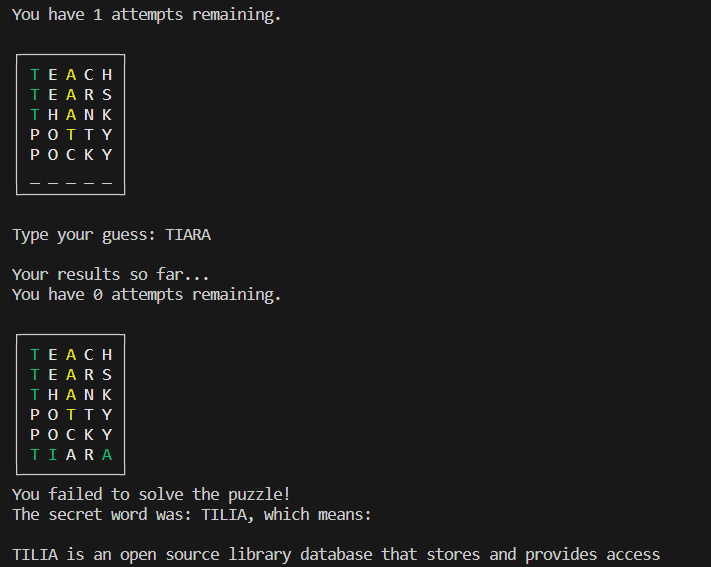 You have 1 attempts remaining.
T E A C H
T E A R S
T H A N K
P O T T Y
P O C K Y
_ _ _ _ _
Type your guess: TIARA
Your results so far...
You have 0 attempts remaining.
T E A C H
T E A R S
T H A N K
P O T T Y
P O C K Y
T I A R A
You failed to solve the puzzle!
The secret word was: TILIA, which means:
TILIA is an open source library database that stores and provides access